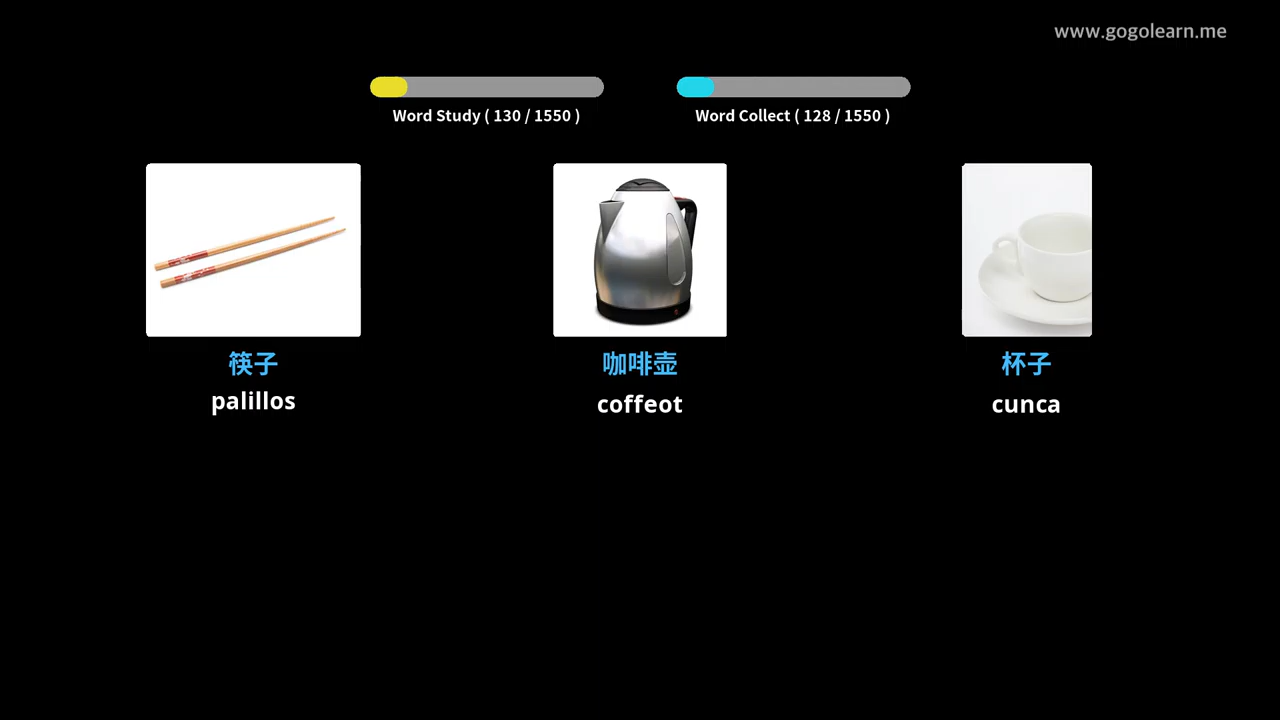 www.gogolearn.me
Word Study ( 130 / 1550 )
Word Collect ( 128 / 1550 )
筷子
咖啡壶
杯子
palillos
coffeot
cunca